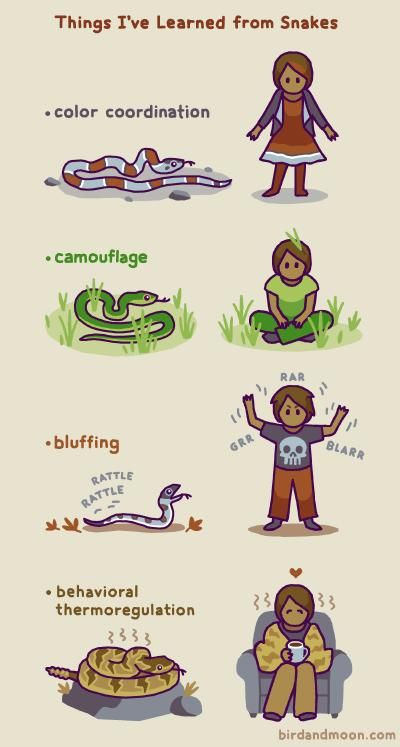 Things I've Learned from Snakes
• color coordination
• camouflage
RAR
GRR
BLARR
• bluffing
RATTLE
RATTLE
• behavioral
thermoregulation
birdandmoon.com